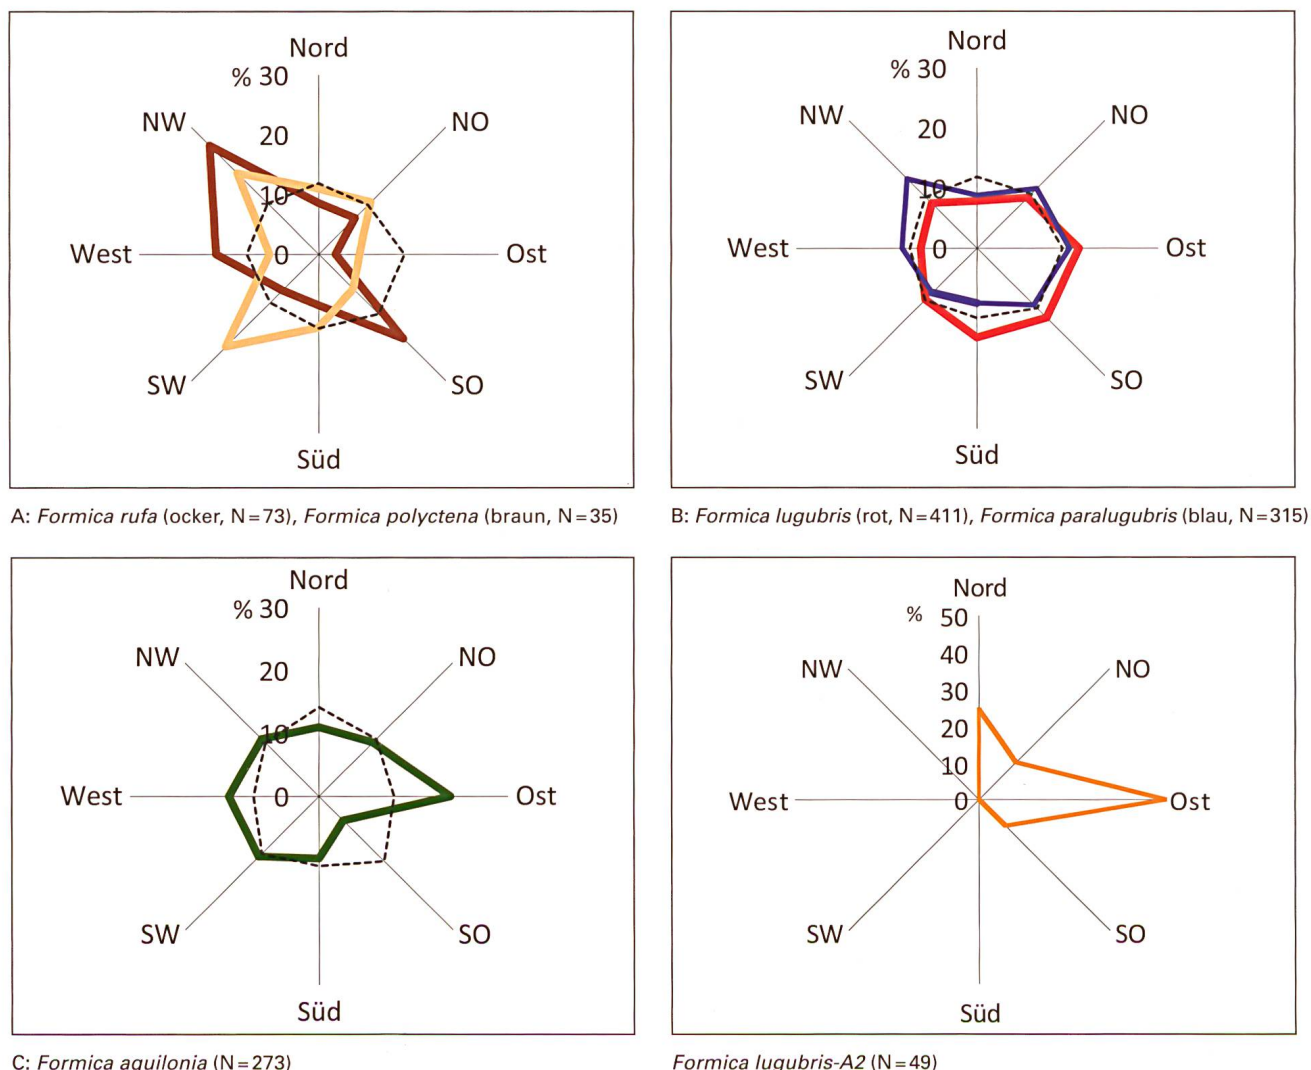 Nord
% 30
NW
NO
20
10
West
0
Ost
SW
SO
Süd
A: Formica rufa (ocker, N=73), Formica polyctena (braun, N=35)
Nord
% 30
NW
NO
20
10
West
0
Ost
SW
SO
Süd
B: Formica lugubris (rot, N=411), Formica paralugubris (blau, N=315)
Nord
% 30
NW
NO
20
10
West
0
Ost
SW
SO
Süd
C: Formica aquilonia (N=273)
Nord
% 50
40
NW
NO
30
20
10
West
0
Ost
SW
SO
Süd
Formica lugubris-A2 (N=49)